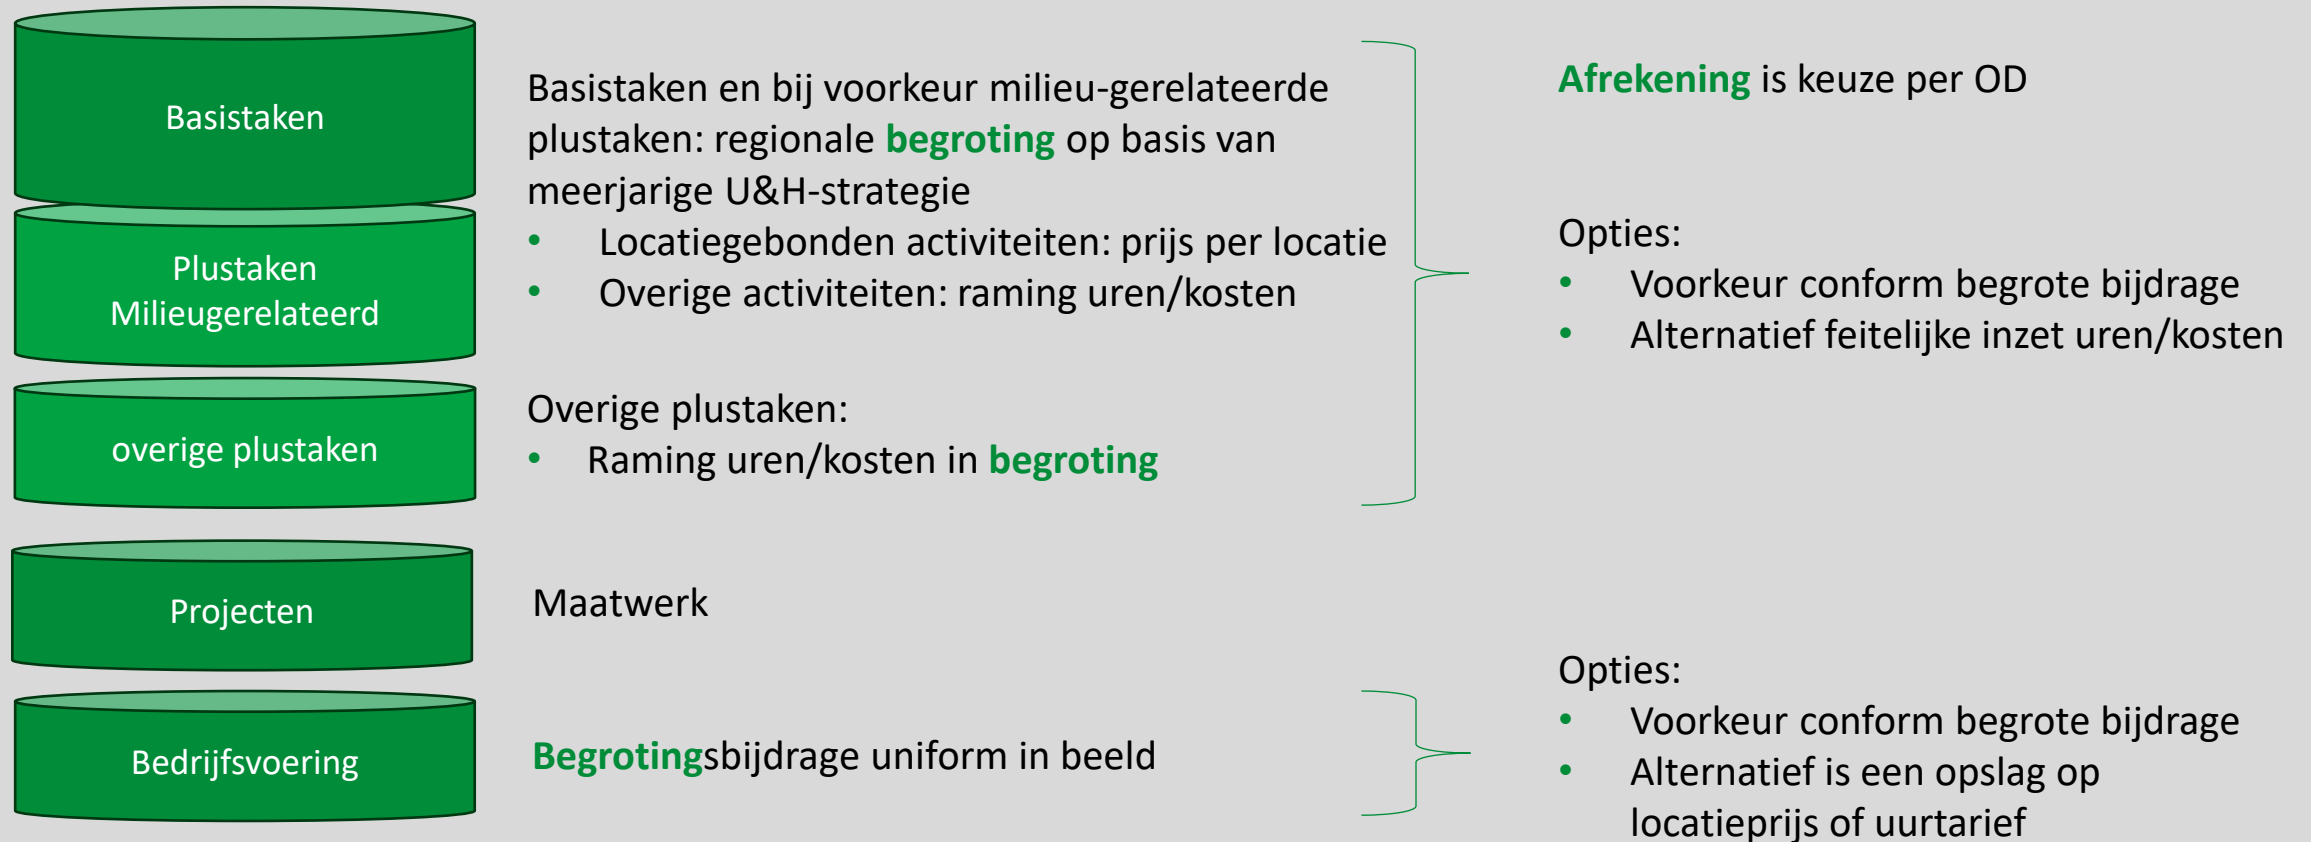 Basistaken
Basistaken en bij voorkeur milieu-gerelateerde
plustaken: regionale begroting op basis van
meerjarige U&H-strategie
• Locatiegebonden activiteiten: prijs per locatie
• Overige activiteiten: raming uren/kosten
Plustaken
Milieugerelateerd
overige plustaken
Overige plustaken:
• Raming uren/kosten in begroting
Afrekening is keuze per OD
Opties:
• Voorkeur conform begrote bijdrage
• Alternatief feitelijke inzet uren/kosten
Projecten
Maatwerk
Bedrijfsvoering
Begrotingsbijdrage uniform in beeld
Opties:
• Voorkeur conform begrote bijdrage
• Alternatief is een opslag op
locatieprijs of uurtarief